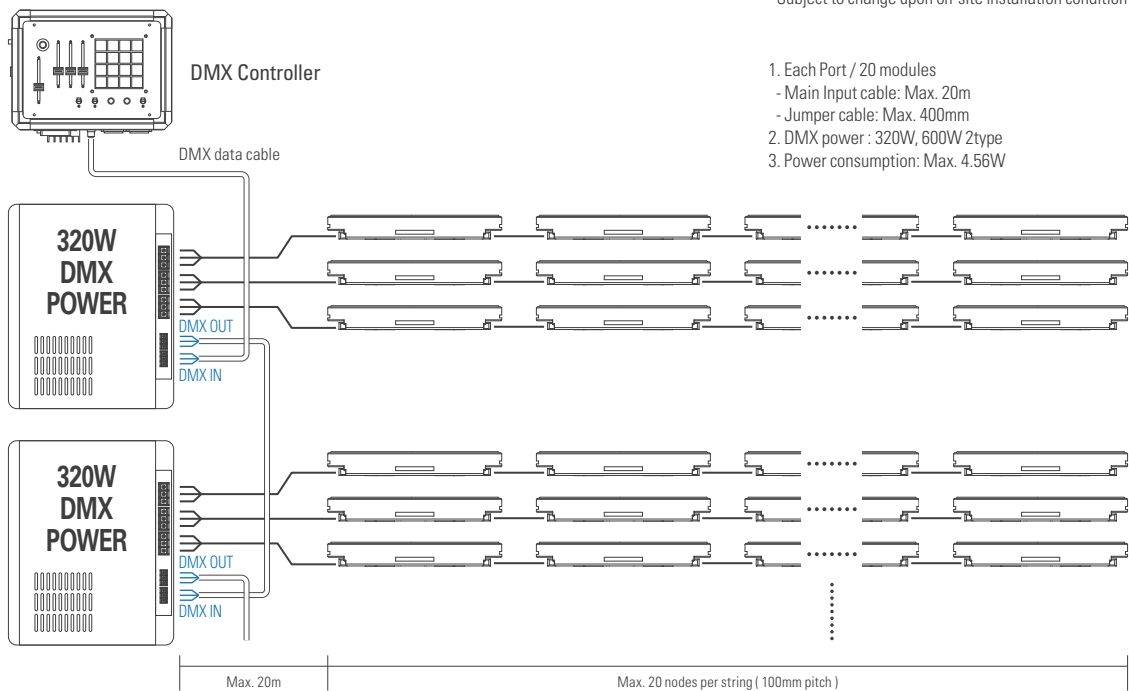 Subject to change upon on-site installation condition
DMX Controller
1. Each Port / 20 modules
- Main Input cable: Max. 20m
- Jumper cable: Max. 400mm
2. DMX power : 320W, 600W 2type
3. Power consumption: Max. 4.56W
DMX data cable
320W
DMX
POWER
DMX OUT
DMX IN
320W
DMX
POWER
DMX OUT
DMX IN
Max. 20m
Max. 20 nodes per string ( 100mm pitch )